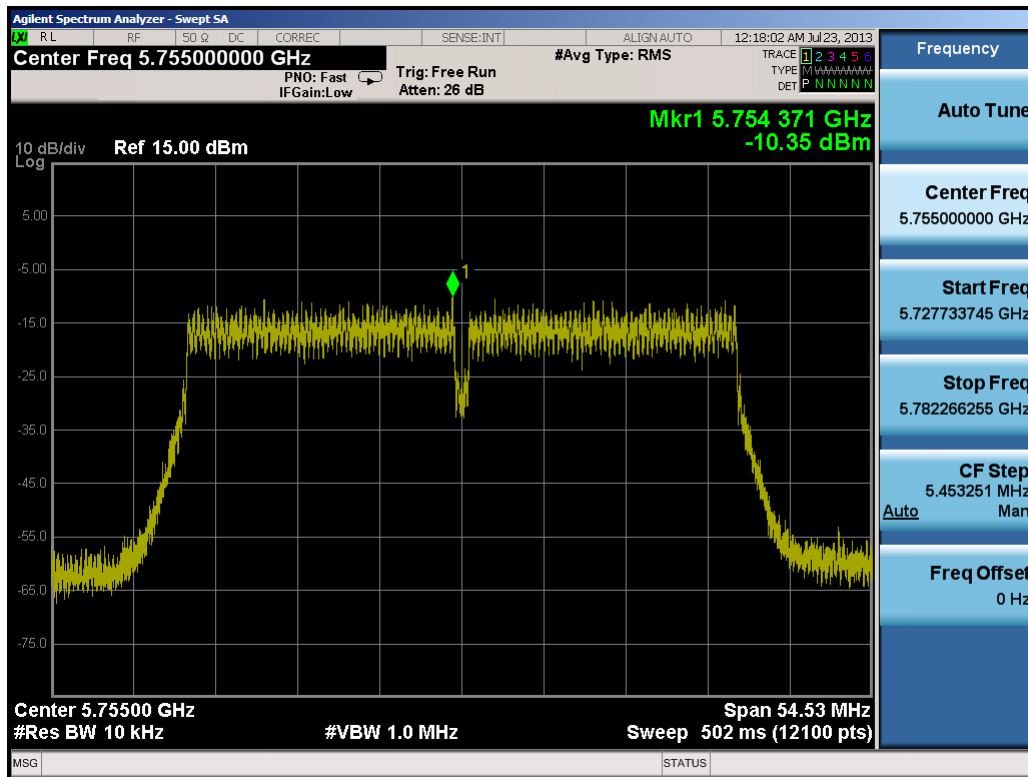 Agilent Spectrum Analyzer - Swept SA
LXI RL RF 50 Ω DC CORREC SENSE:INT ALIGNAUTO 12:18:02 AM Jul 23, 2013
Center Freq 5.755000000 GHz
PNO: Fast
IFGain:Low
Trig: Free Run
Atten: 26 dB
#Avg Type: RMS
TRACE 1 2 3 4 5 6
TYPE M W W W W W
DET P N N N N N
Mkr1 5.754 371 GHz
-10.35 dBm
10 dB/div Ref 15.00 dBm
Log
5.00
-5.00
-15.0
-25.0
-35.0
-45.0
-55.0
-65.0
-75.0
1
Center 5.75500 GHz Span 54.53 MHz
#Res BW 10 kHz #VBW 1.0 MHz Sweep 502 ms (12100 pts)
MSG STATUS
Frequency
Auto Tune
Center Freq
5.755000000 GHz
Start Freq
5.727733745 GHz
Stop Freq
5.782266255 GHz
CF Step
5.453251 MHz
Auto Man
Freq Offset
0 Hz